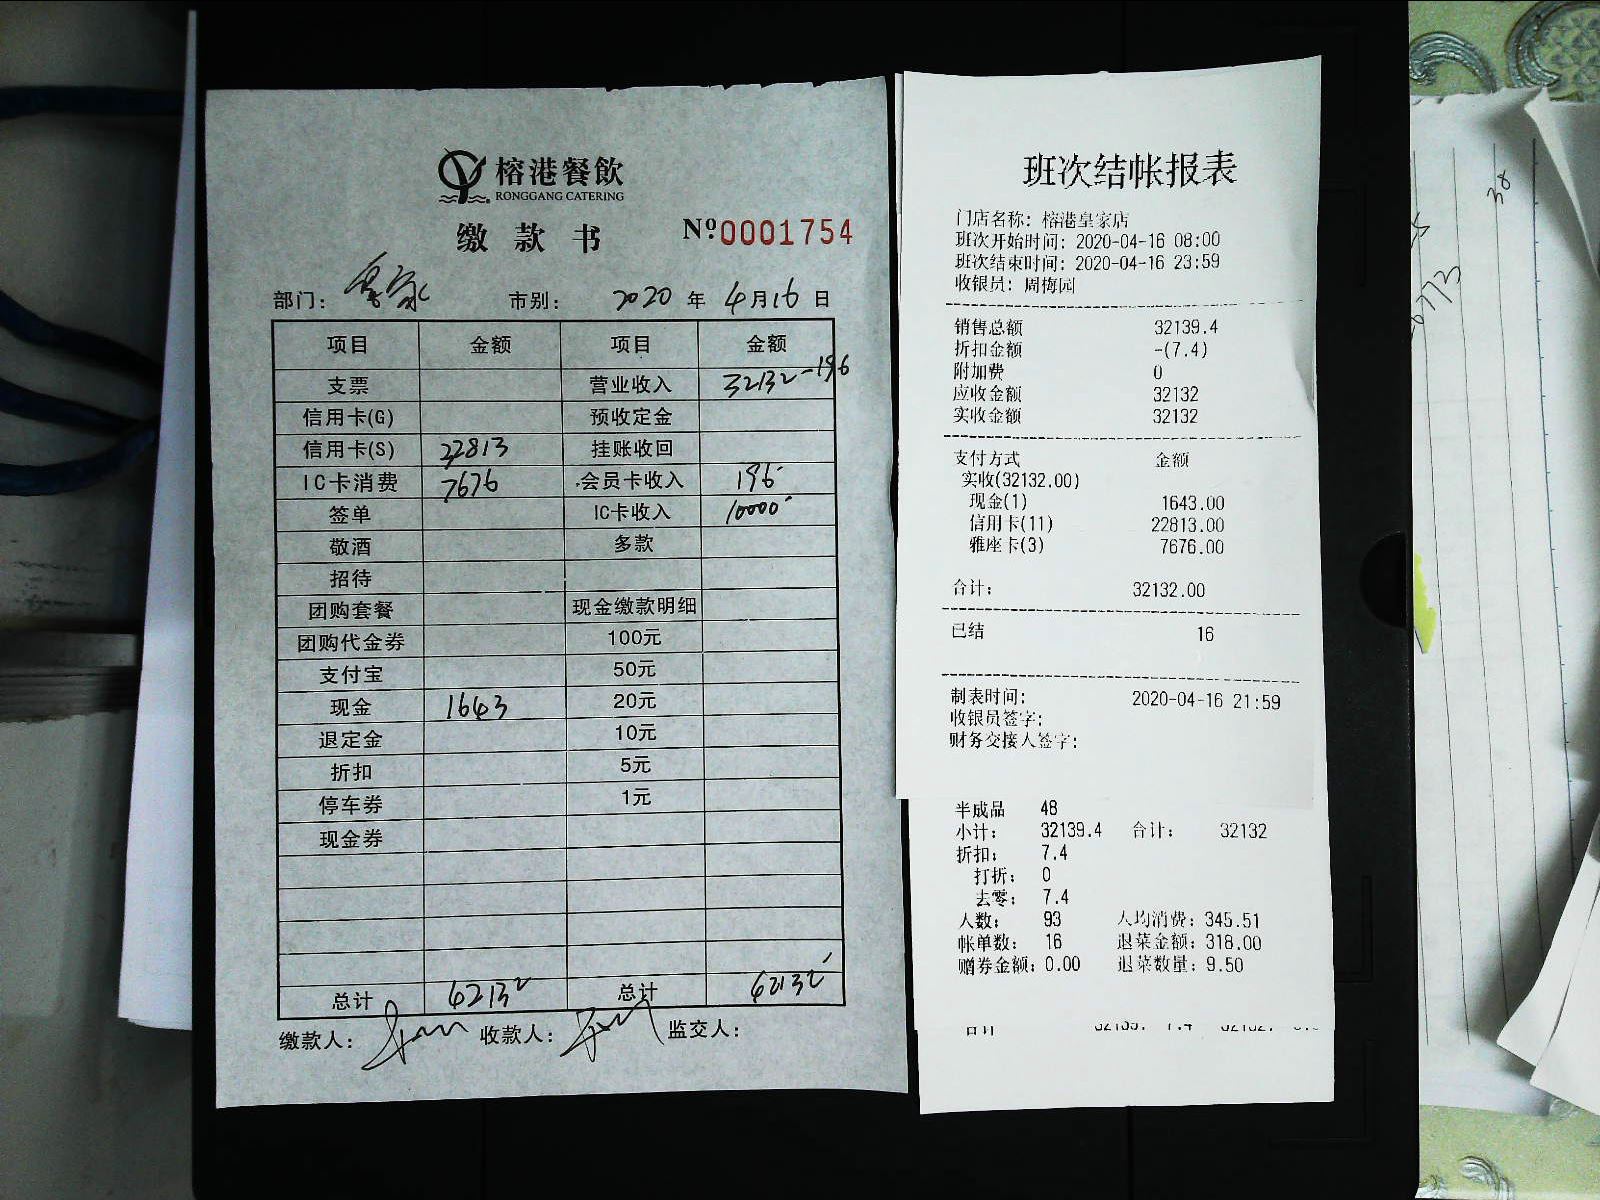 榕港餐飲
RONGGANG CATERING
缴款书 №0001754
部门: 皇家 市别: 2020 年 4月16日
项目 金额 项目 金额
支票 营业收入 32132-196
信用卡(G) 预收定金
信用卡(S) 22813 挂账收回
IC卡消费 7676 会员卡收入 196
签单 IC卡收入 10000
敬酒 多款
招待
团购套餐 现金缴款明细
团购代金券 100元
支付宝 50元
现金 1643 20元
退定金 10元
折扣 5元
停车券 1元
现金券
总计 总计
缴款人: 收款人: 监交人:
班次结帐报表
门店名称: 榕港皇家店
班次开始时间: 2020-04-16 08:00
班次结束时间: 2020-04-16 23:59
收银员: 周梅园
销售总额 32139.4
折扣金额 -(7.4)
附加费 0
应收金额 32132
实收金额 32132
支付方式 金额
实收(32132.00)
现金(1) 1643.00
信用卡(11) 22813.00
雅座卡(3) 7676.00
合计: 32132.00
已结 16
制表时间: 2020-04-16 21:59
收银员签字:
财务交接人签字:
半成品 48
小计: 32139.4 合计: 32132
折扣: 7.4
打折: 0
去零: 7.4
人数: 93 人均消费: 345.51
帐单数: 16 退菜金额: 318.00
赠券金额: 0.00 退菜数量: 9.50
38